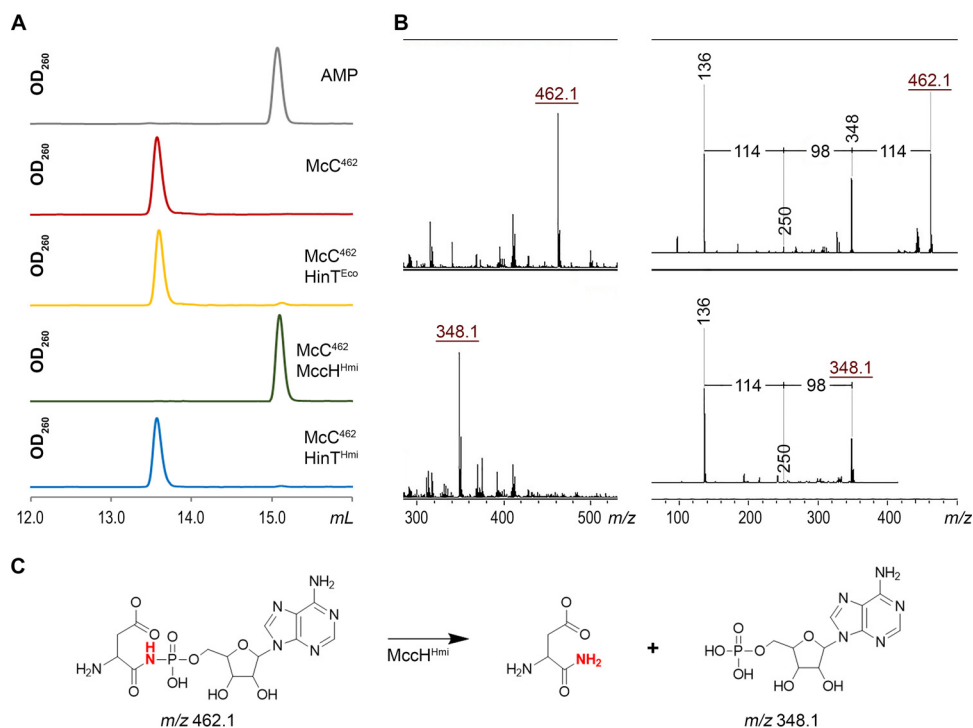 A
OD260
AMP
OD260
McC462
OD260
McC462
HinTEco
OD260
McC462
MccHHmi
OD260
McC462
HinTHmi
12.0 13.0 14.0 15.0 mL
B
462.1
136
462.1
348
114 98 114
250
348.1
136
348.1
114 98
250
300 400 500 m/z
100 200 300 400 m/z
C
NH2
O
O
H
N
H2N
O
O
P
OH
O
O
N
N
N
N
HO OH
m/z 462.1
MccHHmi
O
O
H2N
NH2
O
+
NH2
O
HO P O
OH
O
N
N
N
N
HO OH
m/z 348.1